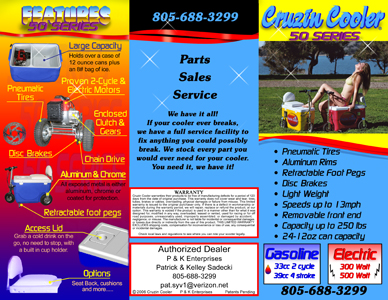 FEATURES
50 SERIES
Large Capacity
Holds over a case of
12 ounce cans plus
an 8# bag of ice.
Proven 2-Cycle &
Electric Motors
Pneumatic
Tires
Enclosed
Clutch &
Gears
Disc Brakes
Chain Drive
Aluminum & Chrome
All exposed metal is either
aluminum, chrome or
coated to protect finish.
Retractable foot pegs
Access Lid
Grab a cold drink on the
go, no need to stop, with
a built in cup holder.
Options
Seat Back, cushions
and more.....
805-688-3299
Parts
Sales
Service
We have it all!
If your cooler ever breaks,
we have a full service facility to
fix anything you could possibly
break. We stock every part you
would ever need for your cooler.
You need it, we have it!
WARRANTY
Authorized Dealer
P & K Enterprises
Patrick & Kelley Sadecki
805-688-3299
pat.syv1@verizon.net
© 2006 Cruzin Cooler P & K Enterprises Patents Pending
Cruzin Cooler
50 SERIES
• Pneumatic Tires
• Aluminum Rims
• Retractable Foot Pegs
• Disc Brakes
• Light Weight
• Speeds up to 13mph
• Removable front end
• Capacity up to 250 lbs
• 24-12oz can capacity
Gasoline
33cc 2 cycle
39cc 4 stroke
Electric
300 Watt
500 Watt
805-688-3299